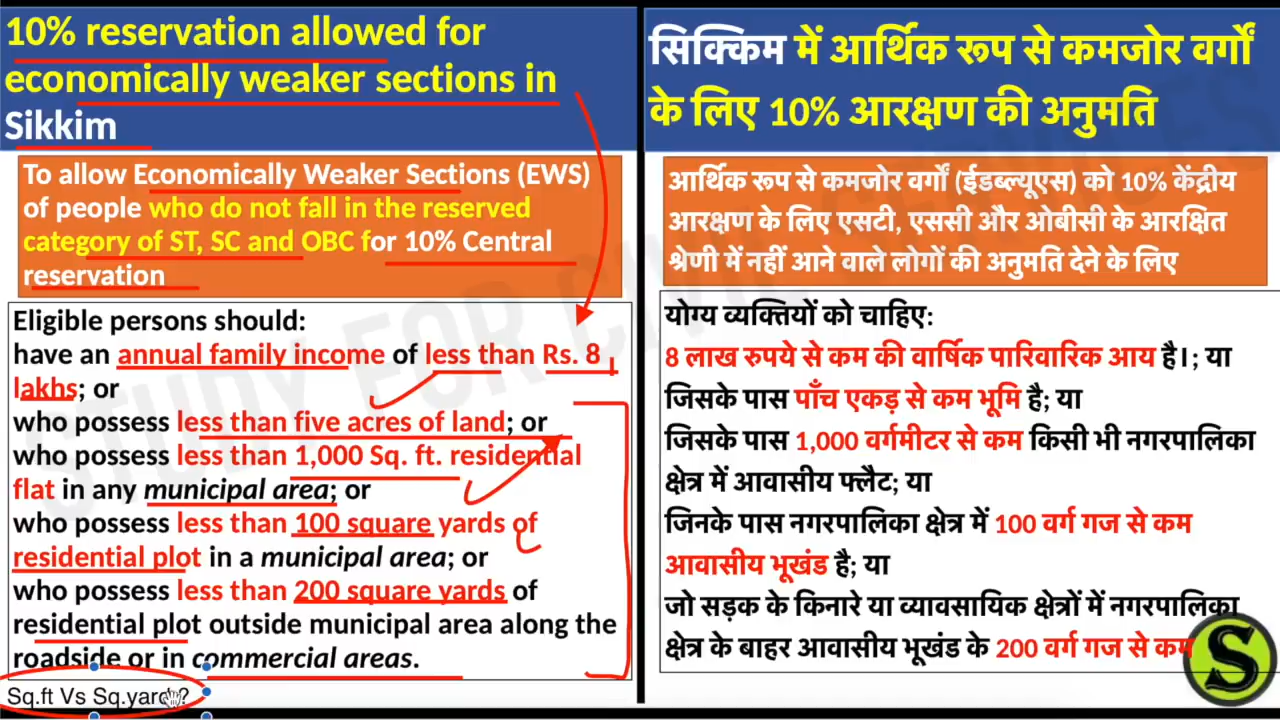 10% reservation allowed for
economically weaker sections in
Sikkim
To allow Economically Weaker Sections (EWS)
of people who do not fall in the reserved
category of ST, SC and OBC for 10% Central
reservation
Eligible persons should:
have an annual family income of less than Rs. 8
lakhs; or
who possess less than five acres of land; or
who possess less than 1,000 Sq. ft. residential
flat in any municipal area; or
who possess less than 100 square yards of
residential plot in a municipal area; or
who possess less than 200 square yards of
residential plot outside municipal area along the
roadside or in commercial areas.
Sq.ft Vs Sq.yard?
सिक्किम में आर्थिक रूप से कमजोर वर्गों
के लिए 10% आरक्षण की अनुमति
आर्थिक रूप से कमजोर वर्गों (ईडब्ल्यूएस) को 10% केंद्रीय
आरक्षण के लिए एसटी, एससी और ओबीसी के आरक्षित
श्रेणी में नहीं आने वाले लोगों की अनुमति देने के लिए
योग्य व्यक्तियों को चाहिए:
8 लाख रुपये से कम की वार्षिक पारिवारिक आय है।; या
जिसके पास पाँच एकड़ से कम भूमि है; या
जिसके पास 1,000 वर्गमीटर से कम किसी भी नगरपालिका
क्षेत्र में आवासीय फ्लैट; या
जिनके पास नगरपालिका क्षेत्र में 100 वर्ग गज से कम
आवासीय भूखंड है; या
जो सड़क के किनारे या व्यावसायिक क्षेत्रों में नगरपालिका
क्षेत्र के बाहर आवासीय भूखंड के 200 वर्ग गज से कम
S
STUDY FOR CIVIL SERVICES